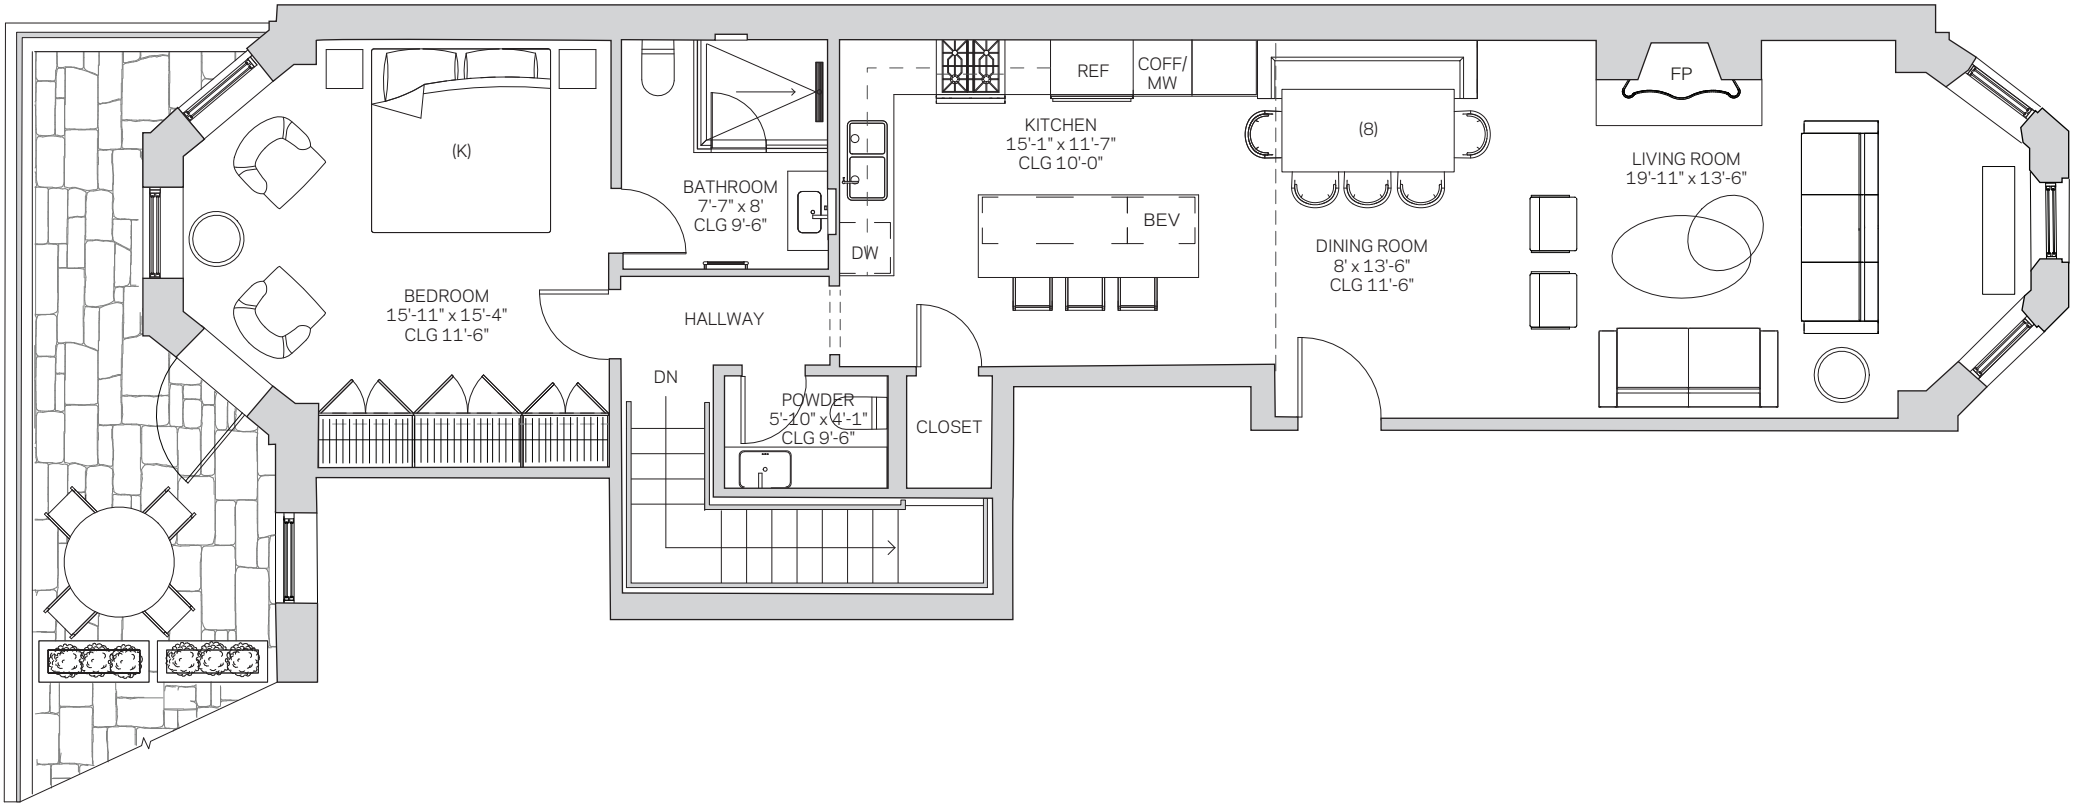 (K)
BEDROOM
15'-11" x 15'-4"
CLG 11'-6"
BATHROOM
7'-7" x 8'
CLG 9'-6"
HALLWAY
DN
POWDER
5'-10" x 4'-1"
CLG 9'-6"
CLOSET
REF
COFF/
MW
KITCHEN
15'-1" x 11'-7"
CLG 10'-0"
BEV
DW
(8)
DINING ROOM
8' x 13'-6"
CLG 11'-6"
FP
LIVING ROOM
19'-11" x 13'-6"